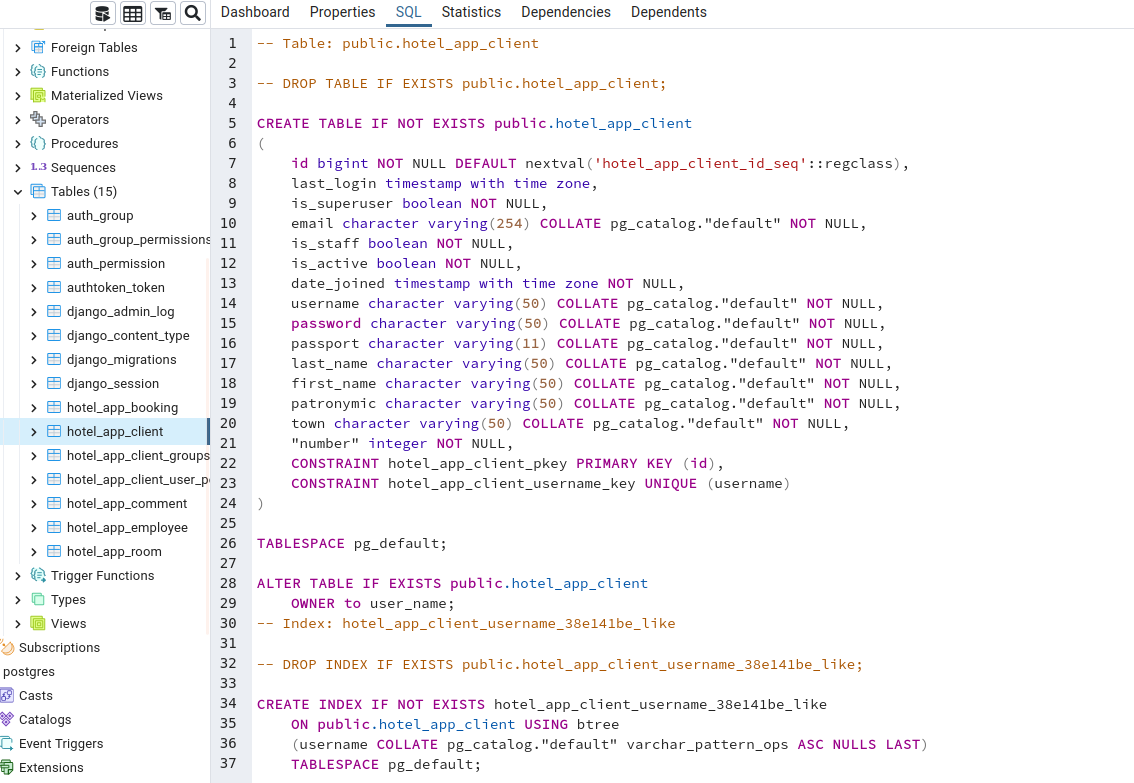 Dashboard Properties SQL Statistics Dependencies Dependents
Foreign Tables
Functions
Materialized Views
Operators
Procedures
1..3 Sequences
Tables (15)
auth_group
auth_group_permissions
auth_permission
authtoken_token
django_admin_log
django_content_type
django_migrations
django_session
hotel_app_booking
hotel_app_client
hotel_app_client_groups
hotel_app_client_user_p
hotel_app_comment
hotel_app_employee
hotel_app_room
Trigger Functions
Types
Views
Subscriptions
postgres
Casts
Catalogs
Event Triggers
Extensions
1 -- Table: public.hotel_app_client
2
3 -- DROP TABLE IF EXISTS public.hotel_app_client;
4
5 CREATE TABLE IF NOT EXISTS public.hotel_app_client
6 (
7     id bigint NOT NULL DEFAULT nextval('hotel_app_client_id_seq'::regclass),
8     last_login timestamp with time zone,
9     is_superuser boolean NOT NULL,
10     email character varying(254) COLLATE pg_catalog."default" NOT NULL,
11     is_staff boolean NOT NULL,
12     is_active boolean NOT NULL,
13     date_joined timestamp with time zone NOT NULL,
14     username character varying(50) COLLATE pg_catalog."default" NOT NULL,
15     password character varying(50) COLLATE pg_catalog."default" NOT NULL,
16     passport character varying(11) COLLATE pg_catalog."default" NOT NULL,
17     last_name character varying(50) COLLATE pg_catalog."default" NOT NULL,
18     first_name character varying(50) COLLATE pg_catalog."default" NOT NULL,
19     patronymic character varying(50) COLLATE pg_catalog."default" NOT NULL,
20     town character varying(50) COLLATE pg_catalog."default" NOT NULL,
21     "number" integer NOT NULL,
22     CONSTRAINT hotel_app_client_pkey PRIMARY KEY (id),
23     CONSTRAINT hotel_app_client_username_key UNIQUE (username)
24 )
25
26 TABLESPACE pg_default;
27
28 ALTER TABLE IF EXISTS public.hotel_app_client
29     OWNER to user_name;
30 -- Index: hotel_app_client_username_38e141be_like
31
32 -- DROP INDEX IF EXISTS public.hotel_app_client_username_38e141be_like;
33
34 CREATE INDEX IF NOT EXISTS hotel_app_client_username_38e141be_like
35     ON public.hotel_app_client USING btree
36     (username COLLATE pg_catalog."default" varchar_pattern_ops ASC NULLS LAST)
37     TABLESPACE pg_default;